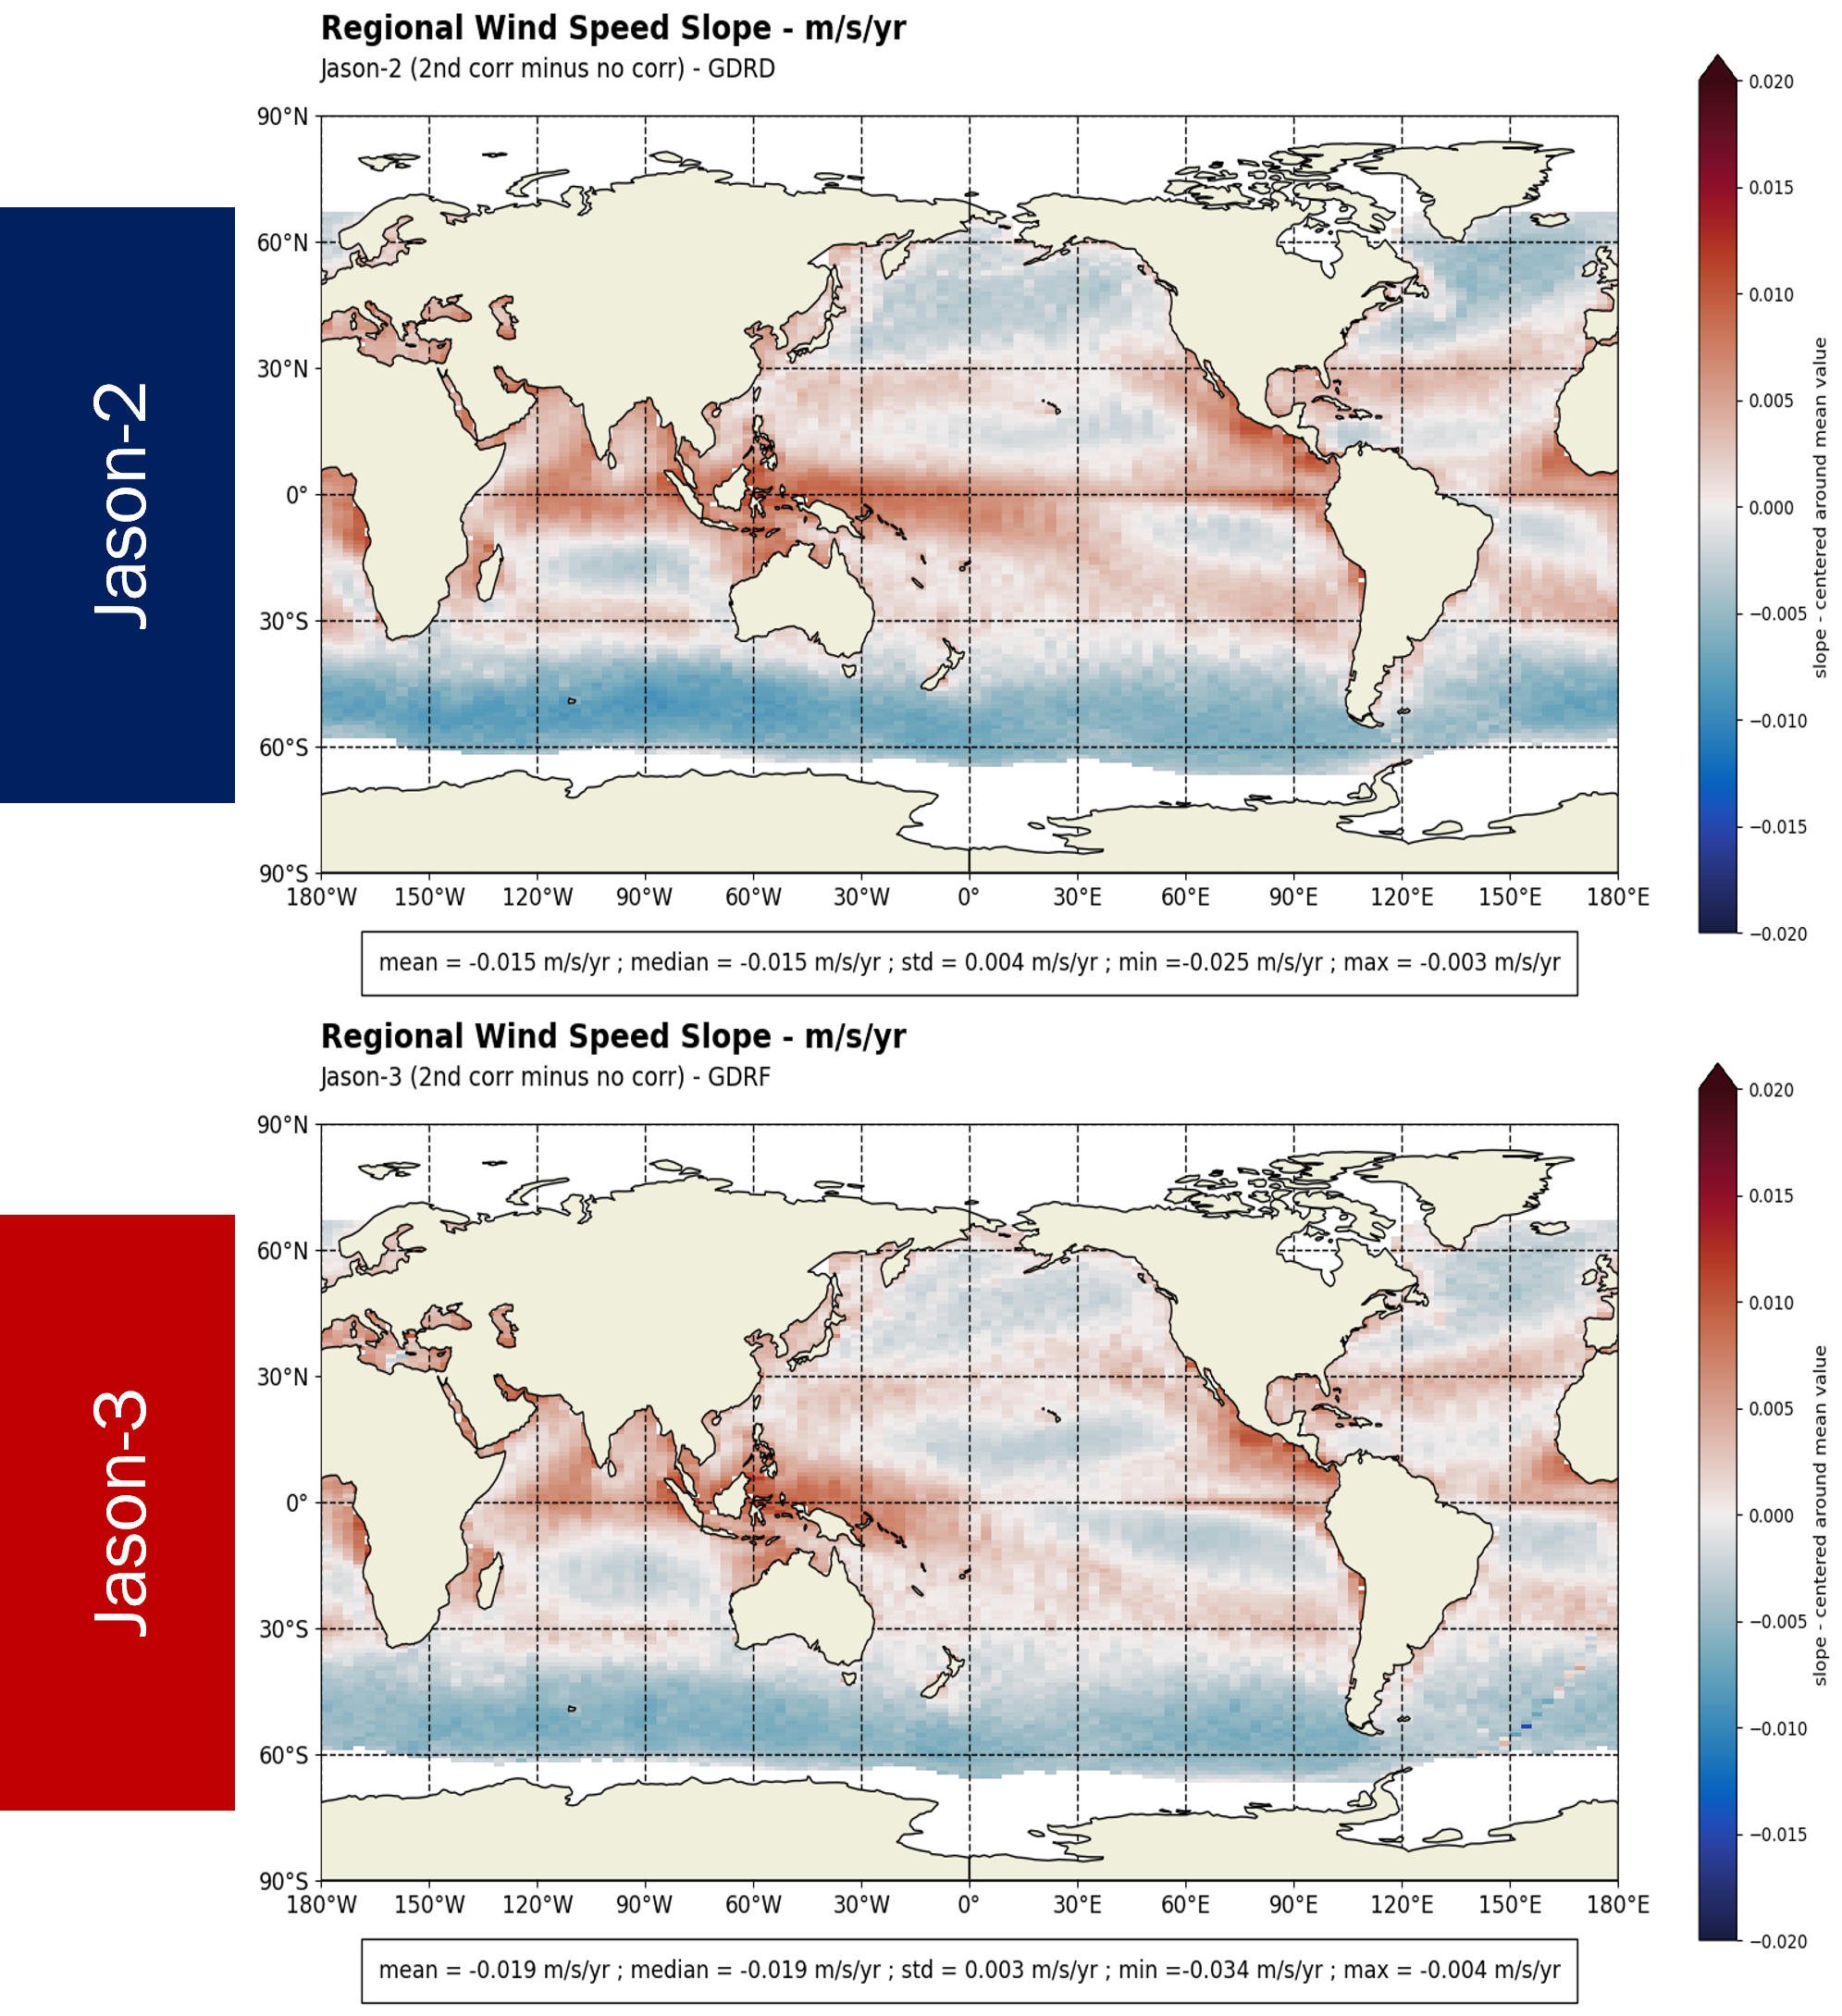 Jason-2
Regional Wind Speed Slope - m/s/yr
Jason-2 (2nd corr minus no corr) - GDRD
90°N
60°N
30°N
0°
30°S
60°S
90°S
180°W 150°W 120°W 90°W 60°W 30°W 0° 30°E 60°E 90°E 120°E 150°E 180°E
0.020
0.015
0.010
0.005
0.000
−0.005
−0.010
−0.015
−0.020
slope - centered around mean value
mean = -0.015 m/s/yr ; median = -0.015 m/s/yr ; std = 0.004 m/s/yr ; min =-0.025 m/s/yr ; max = -0.003 m/s/yr
Jason-3
Regional Wind Speed Slope - m/s/yr
Jason-3 (2nd corr minus no corr) - GDRF
90°N
60°N
30°N
0°
30°S
60°S
90°S
180°W 150°W 120°W 90°W 60°W 30°W 0° 30°E 60°E 90°E 120°E 150°E 180°E
0.020
0.015
0.010
0.005
0.000
−0.005
−0.010
−0.015
−0.020
slope - centered around mean value
mean = -0.019 m/s/yr ; median = -0.019 m/s/yr ; std = 0.003 m/s/yr ; min =-0.034 m/s/yr ; max = -0.004 m/s/yr